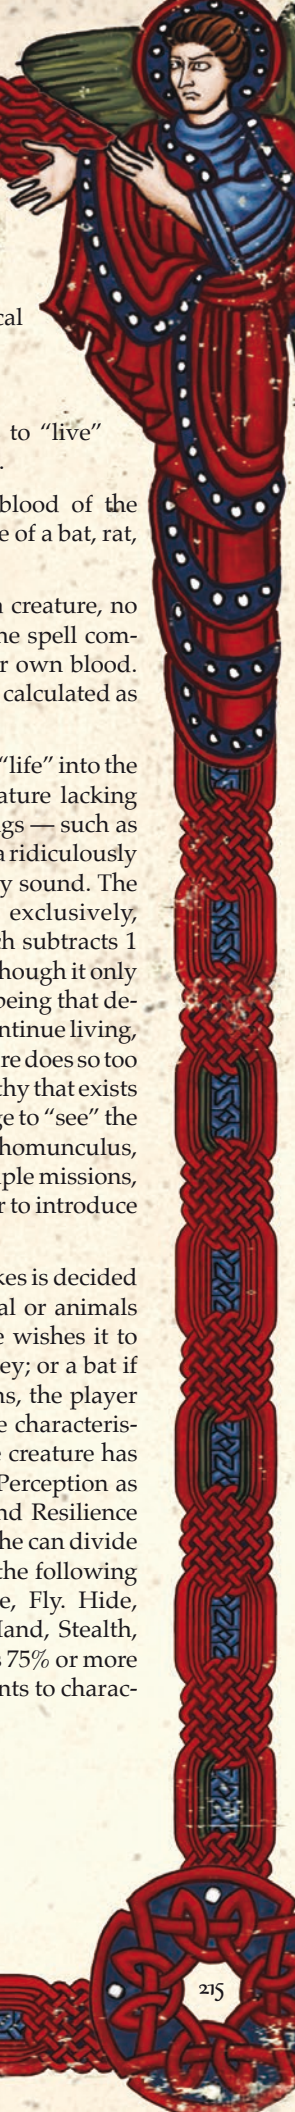 cal
to “live”
.
blood of the
e of a bat, rat,
creature, no
ne spell com-
r own blood.
calculated as
“life” into the
ature lacking
gs — such as
a ridiculously
y sound. The
exclusively,
ch subtracts 1
hough it only
being that de-
ntinue living,
re does so too
thy that exists
ge to “see” the
homunculus,
ple missions,
r to introduce
kes is decided
al or animals
e wishes it to
ey; or a bat if
ns, the player
e characteris-
e creature has
Perception as
nd Resilience
he can divide
the following
e, Fly. Hide,
Hand, Stealth,
s 75% or more
nts to charac-
215